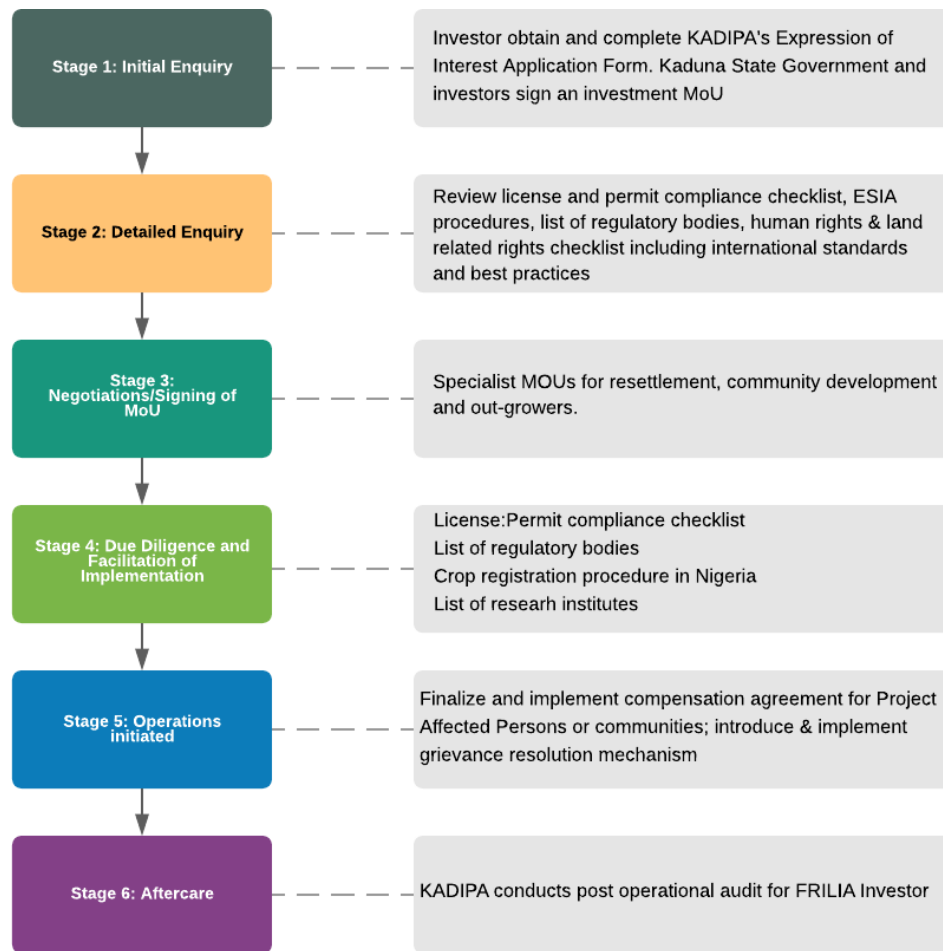 Stage 1: Initial Enquiry
Investor obtain and complete KADIPA's Expression of
Interest Application Form. Kaduna State Government and
investors sign an investment MoU
Stage 2: Detailed Enquiry
Review license and permit compliance checklist, ESIA
procedures, list of regulatory bodies, human rights & land
related rights checklist including international standards
and best practices
Stage 3:
Negotiations/Signing of
MoU
Specialist MOUs for resettlement, community development
and out-growers.
Stage 4: Due Diligence and
Facilitation of
Implementation
License:Permit compliance checklist
List of regulatory bodies
Crop registration procedure in Nigeria
List of researh institutes
Stage 5: Operations
initiated
Finalize and implement compensation agreement for Project
Affected Persons or communities; introduce & implement
grievance resolution mechanism
Stage 6: Aftercare
KADIPA conducts post operational audit for FRILIA Investor